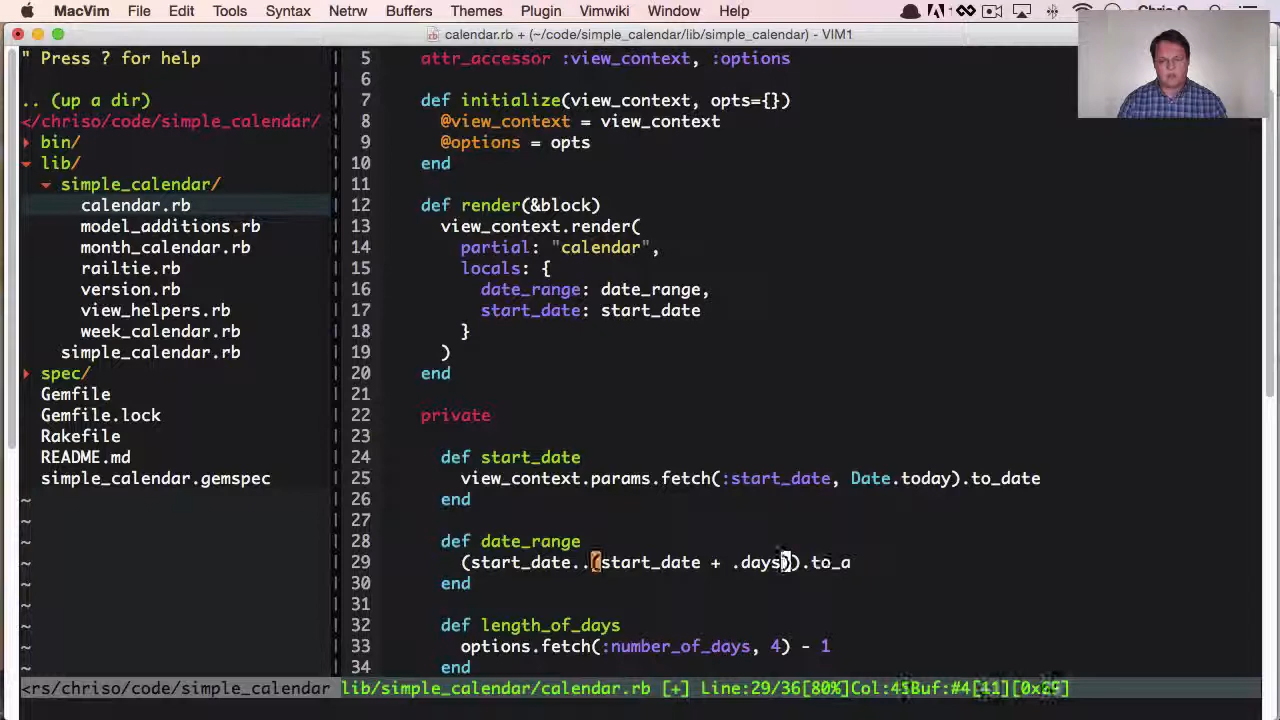 MacVim File Edit Tools Syntax Netrw Buffers Themes Plugin Vimwiki Window Help
calendar.rb + (~/code/simple_calendar/lib/simple_calendar) - VIM1
" Press ? for help
.. (up a dir)
</chriso/code/simple_calendar/
bin/
lib/
simple_calendar/
calendar.rb
model_additions.rb
month_calendar.rb
railtie.rb
version.rb
view_helpers.rb
week_calendar.rb
simple_calendar.rb
spec/
Gemfile
Gemfile.lock
Rakefile
README.md
simple_calendar.gemspec
~
~
~
~
~
~
~
~
~
5 attr_accessor :view_context, :options
6
7 def initialize(view_context, opts={})
8 @view_context = view_context
9 @options = opts
10 end
11
12 def render(&block)
13 view_context.render(
14 partial: "calendar",
15 locals: {
16 date_range: date_range,
17 start_date: start_date
18 }
19 )
20 end
21
22 private
23
24 def start_date
25 view_context.params.fetch(:start_date, Date.today).to_date
26 end
27
28 def date_range
29 (start_date..(start_date + .days)).to_a
30 end
31
32 def length_of_days
33 options.fetch(:number_of_days, 4) - 1
34 end
<rs/chriso/code/simple_calendar lib/simple_calendar/calendar.rb [+] Line:29/36[80%]Col:45Buf:#4[41][0x29]